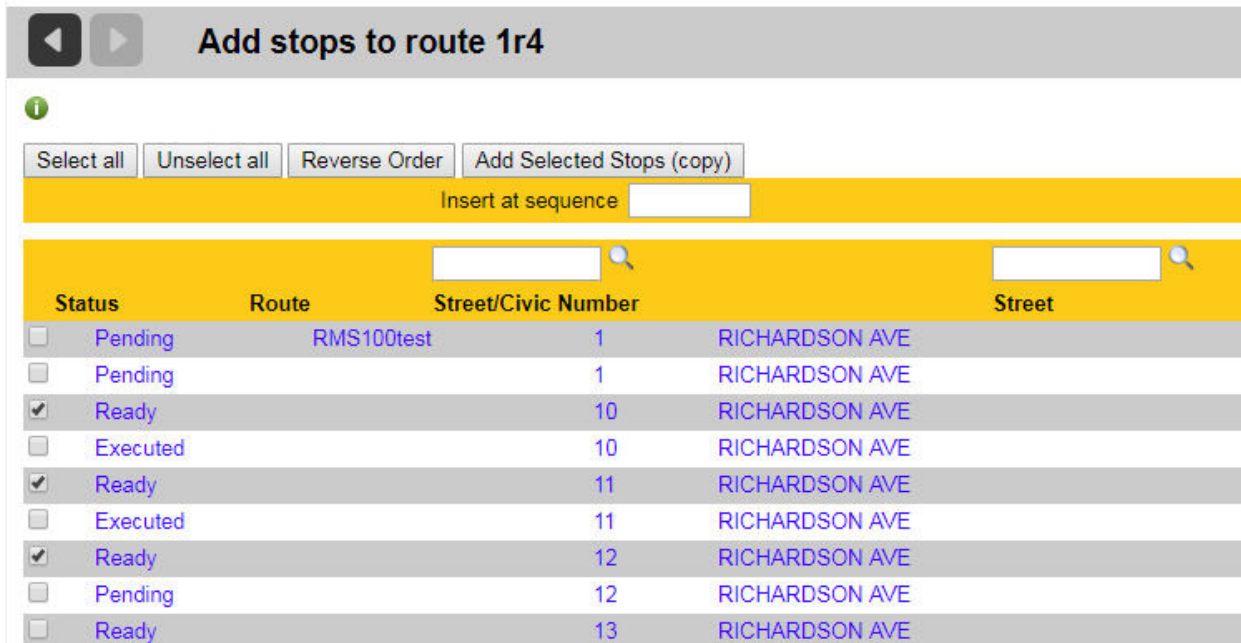 Add stops to route 1r4
Select all Unselect all Reverse Order Add Selected Stops (copy)
Insert at sequence
Status Route Street/Civic Number Street
Pending RMS100test 1 RICHARDSON AVE
Pending 1 RICHARDSON AVE
Ready 10 RICHARDSON AVE
Executed 10 RICHARDSON AVE
Ready 11 RICHARDSON AVE
Executed 11 RICHARDSON AVE
Ready 12 RICHARDSON AVE
Pending 12 RICHARDSON AVE
Ready 13 RICHARDSON AVE